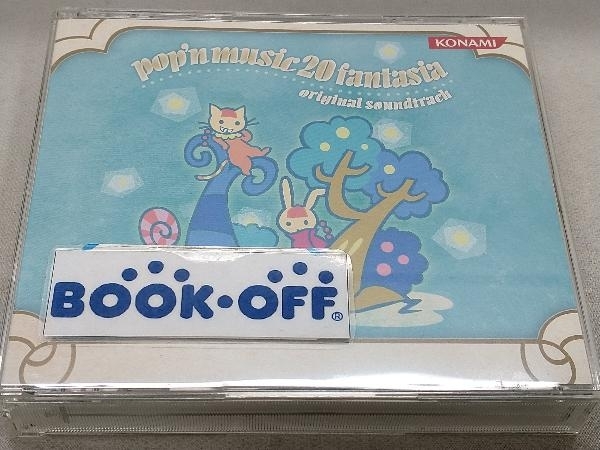 pop'n music 20 fantasia
KONAMI
original soundtrack
BOOK·OFF®